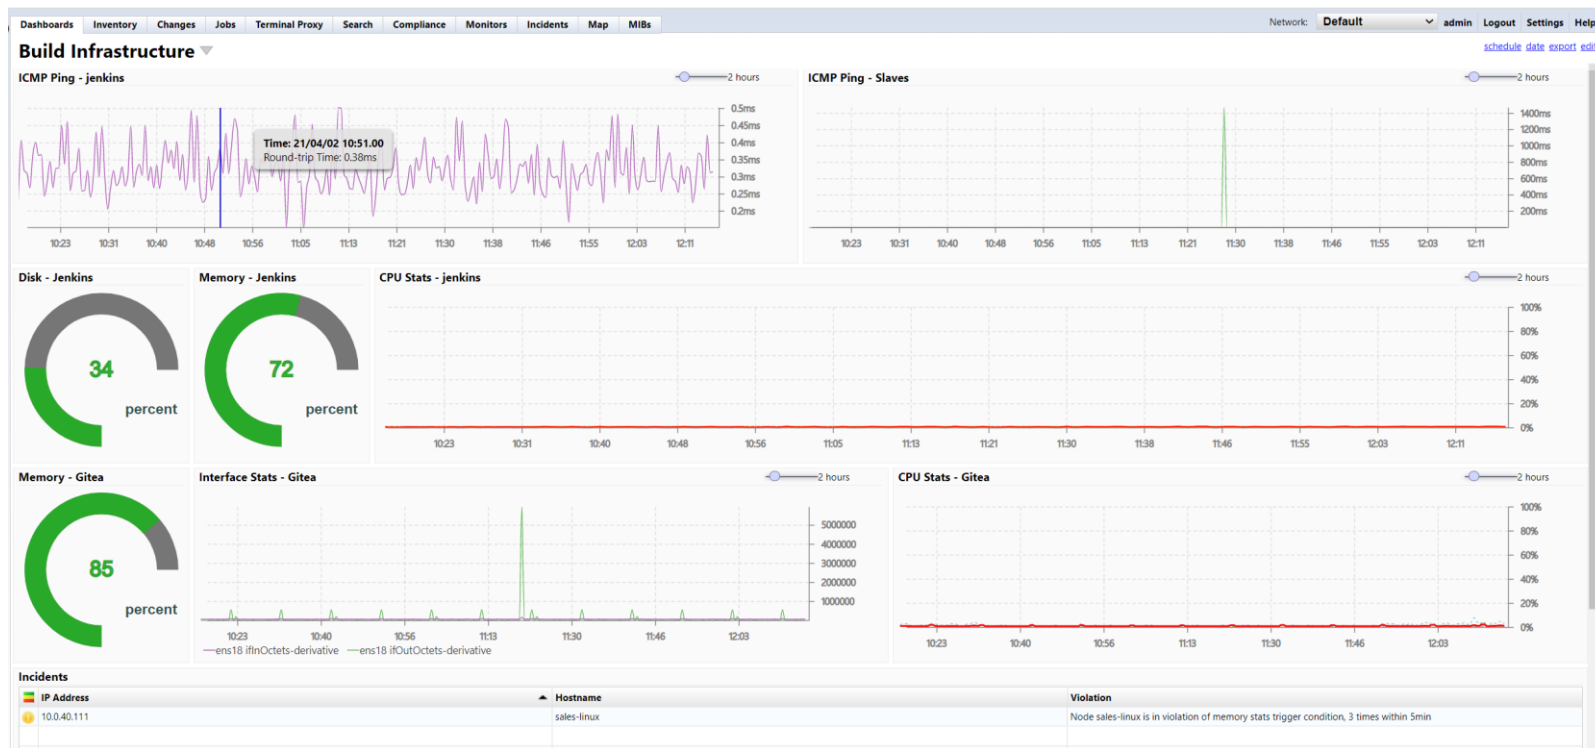 Dashboards Inventory Changes Jobs Terminal Proxy Search Compliance Monitors Incidents Map MIBs Network: Default admin Logout Settings Help
Build Infrastructure schedule date export edit
ICMP Ping - jenkins 2 hours
0.5ms
0.45ms
0.4ms
0.35ms
0.3ms
0.25ms
0.2ms
Time: 21/04/02 10:51.00
Round-trip Time: 0.38ms
10:23 10:31 10:40 10:48 10:56 11:05 11:13 11:21 11:30 11:38 11:46 11:55 12:03 12:11
ICMP Ping - Slaves 2 hours
1400ms
1200ms
1000ms
800ms
600ms
400ms
200ms
10:23 10:31 10:40 10:48 10:56 11:05 11:13 11:21 11:30 11:38 11:46 11:55 12:03 12:11
Disk - Jenkins
34
percent
Memory - Jenkins
72
percent
CPU Stats - jenkins 2 hours
100%
80%
60%
40%
20%
0%
10:23 10:31 10:40 10:48 10:56 11:05 11:13 11:21 11:30 11:38 11:46 11:55 12:03 12:11
Memory - Gitea
85
percent
Interface Stats - Gitea 2 hours
5000000
4000000
3000000
2000000
1000000
10:23 10:40 10:56 11:13 11:30 11:46 12:03
ens18 ifInOctets-derivative ens18 ifOutOctets-derivative
CPU Stats - Gitea 2 hours
100%
80%
60%
40%
20%
0%
10:23 10:40 10:56 11:13 11:30 11:46 12:03
Incidents
IP Address Hostname Violation
10.0.40.111 sales-linux Node sales-linux is in violation of memory stats trigger condition, 3 times within 5min